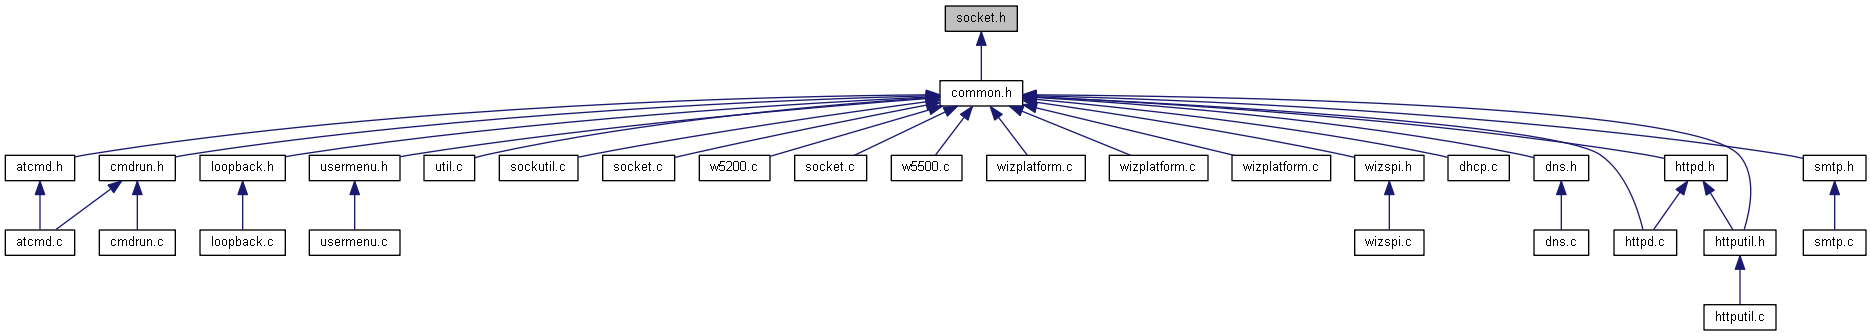 socket.h
common.h
atcmd.h
cmdrun.h
loopback.h
usermenu.h
util.c
sockutil.c
socket.c
w5200.c
socket.c
w5500.c
wizplatform.c
wizplatform.c
wizplatform.c
wizspi.h
dhcp.c
dns.h
httpd.h
smtp.h
atcmd.c
cmdrun.c
loopback.c
usermenu.c
wizspi.c
dns.c
httpd.c
httputil.h
smtp.c
httputil.c